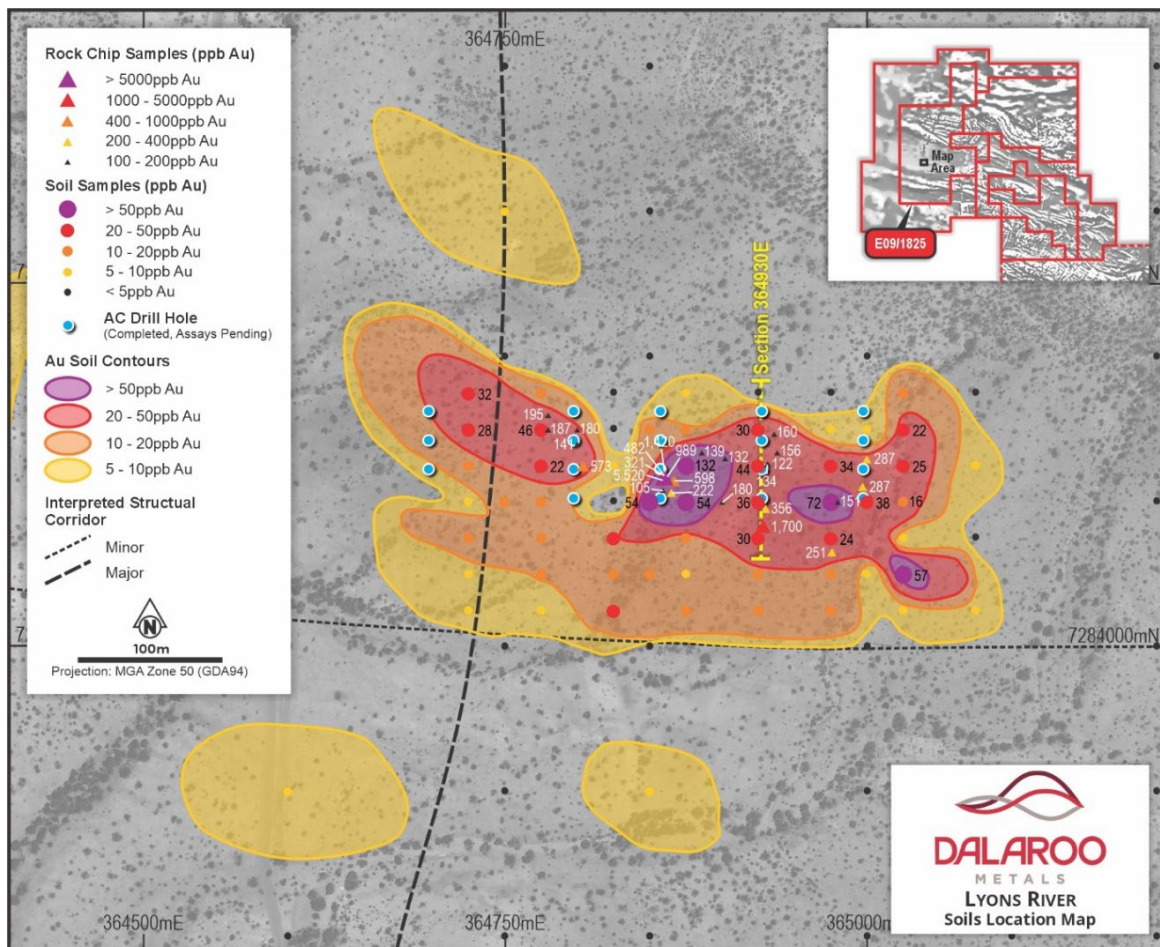 Rock Chip Samples (ppb Au)
> 5000ppb Au
1000 - 5000ppb Au
400 - 1000ppb Au
200 - 400ppb Au
100 - 200ppb Au
Soil Samples (ppb Au)
> 50ppb Au
20 - 50ppb Au
10 - 20ppb Au
5 - 10ppb Au
< 5ppb Au
AC Drill Hole
(Completed, Assays Pending)
Au Soil Contours
> 50ppb Au
20 - 50ppb Au
10 - 20ppb Au
5 - 10ppb Au
Interpreted Structual
Corridor
Minor
Major
N
100m
Projection: MGA Zone 50 (GDA94)
364750mE
Map
Area
E09/1825
Section 364930E
32
195
28
46
187
180
141
22
573
482
321
5,520
105
989
139
132
132
598
222
54
54
180
30
160
156
44
122
36
356
1,700
30
34
287
22
25
72
151
287
38
16
24
251
57
7284000mN
364500mE
364750mE
365000mE
DALAROO
METALS
LYONS RIVER
Soils Location Map